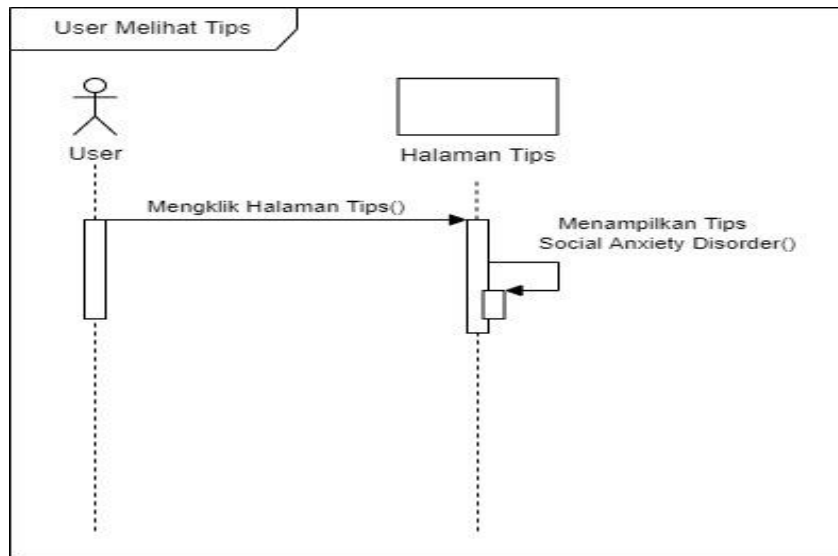 User Melihat Tips
User
Halaman Tips
Mengklik Halaman Tips()
Menampilkan Tips
Social Anxiety Disorder()